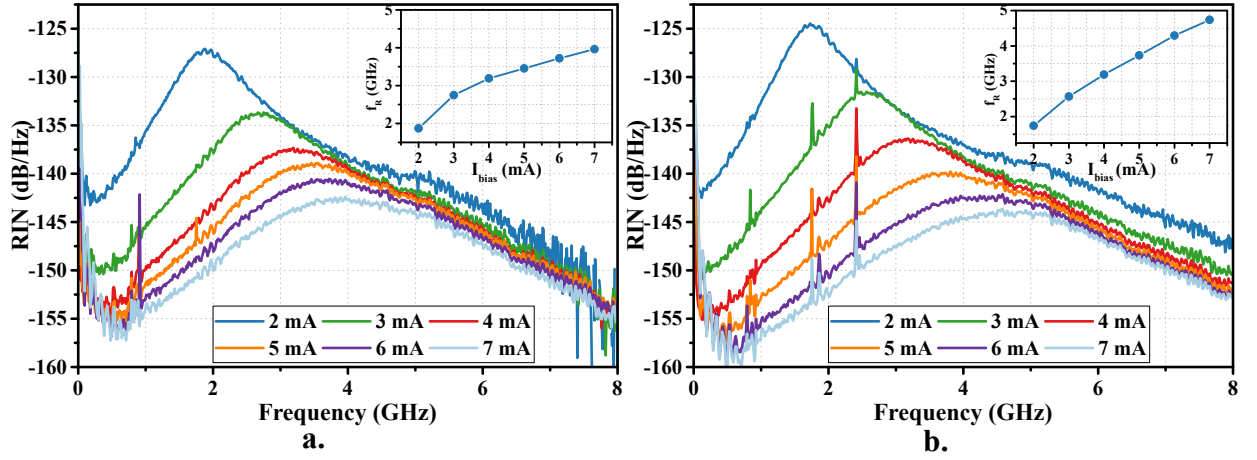 -125
-130
-135
-140
-145
-150
-155
-160
RIN (dB/Hz)
0
2
4
6
8
Frequency (GHz)
5
4
3
2
f_R (GHz)
2
3
4
5
6
7
I_bias (mA)
2 mA
3 mA
4 mA
5 mA
6 mA
7 mA
a.
-125
-130
-135
-140
-145
-150
-155
-160
RIN (dB/Hz)
0
2
4
6
8
Frequency (GHz)
5
4
3
2
f_R (GHz)
2
3
4
5
6
7
I_bias (mA)
2 mA
3 mA
4 mA
5 mA
6 mA
7 mA
b.